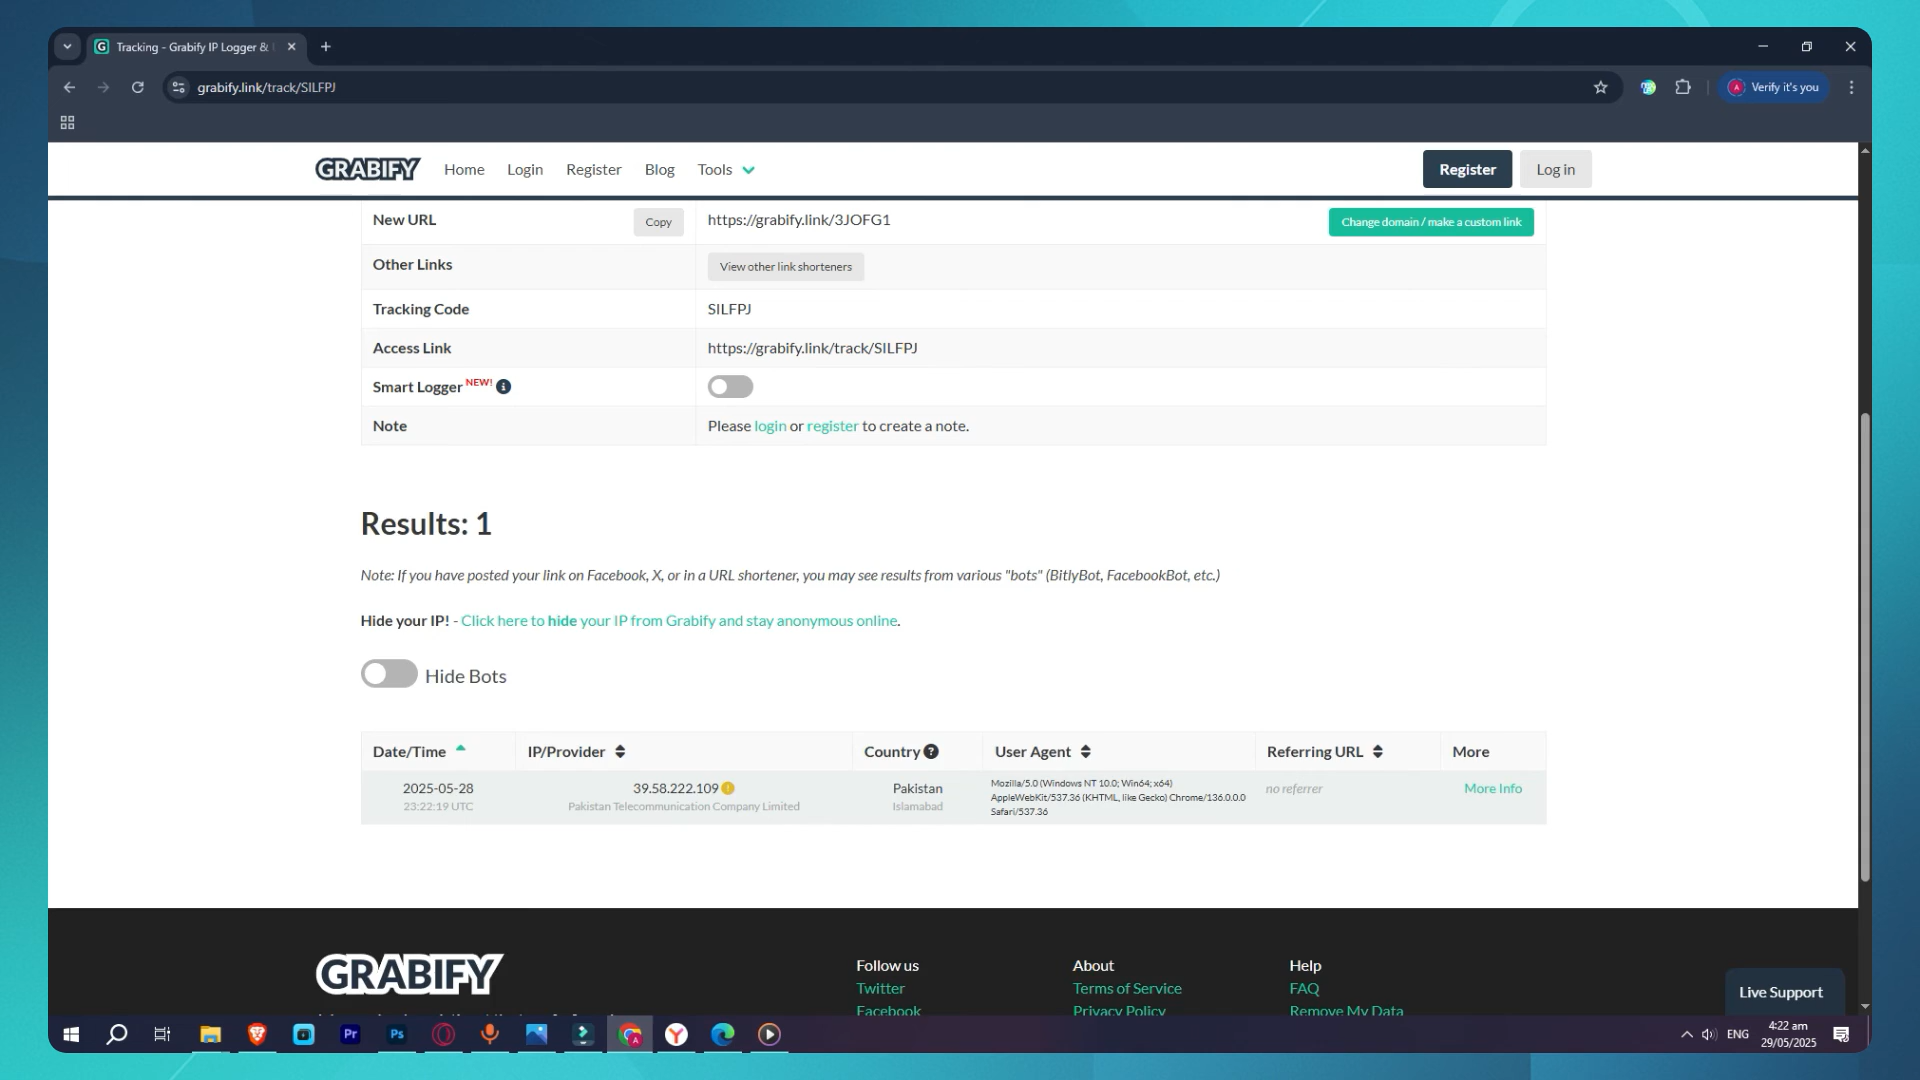 Tracking - Grabify IP Logger &
grabify.link/track/SILFPJ
Verify it's you
GRABIFY
Home
Login
Register
Blog
Tools
Register
Log in
New URL
Copy
https://grabify.link/3JOFG1
Change domain / make a custom link
Other Links
View other link shorteners
Tracking Code
SILFPJ
Access Link
https://grabify.link/track/SILFPJ
Smart Logger NEW!
Note
Please login or register to create a note.
Results: 1
Note: If you have posted your link on Facebook, X, or in a URL shortener, you may see results from various "bots" (BitlyBot, FacebookBot, etc.)
Hide your IP! - Click here to hide your IP from Grabify and stay anonymous online.
Hide Bots
Date/Time
IP/Provider
Country
User Agent
Referring URL
More
2025-05-28
23:22:19 UTC
39.58.222.109
Pakistan Telecommunication Company Limited
Pakistan
Islamabad
Mozilla/5.0 (Windows NT 10.0; Win64; x64)
AppleWebKit/537.36 (KHTML, like Gecko) Chrome/136.0.0.0
Safari/537.36
no referrer
More Info
GRABIFY
Follow us
Twitter
Facebook
About
Terms of Service
Privacy Policy
Help
FAQ
Remove My Data
Live Support
Pr
Ps
ENG
4:22 am
29/05/2025